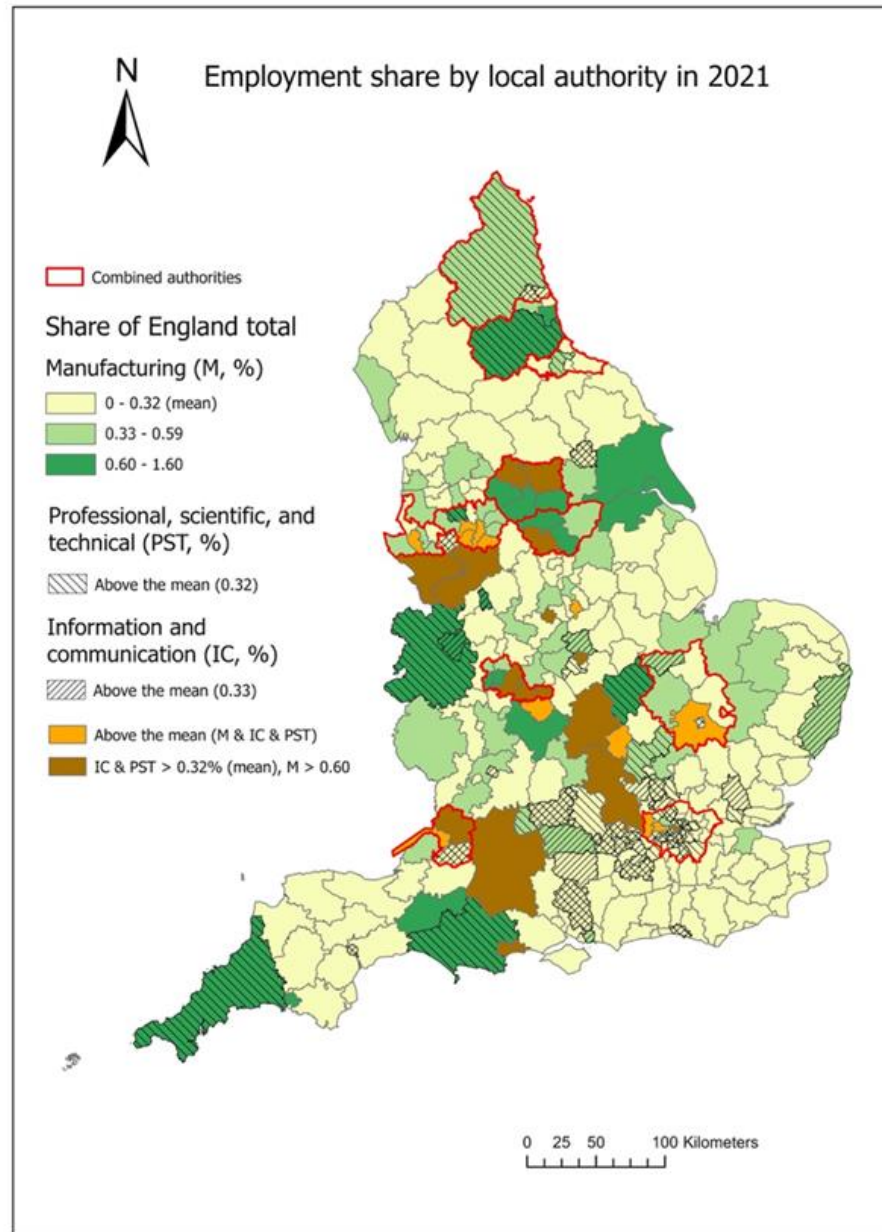 N
Employment share by local authority in 2021
Combined authorities
Share of England total
Manufacturing (M, %)
0 - 0.32 (mean)
0.33 - 0.59
0.60 - 1.60
Professional, scientific, and
technical (PST, %)
Above the mean (0.32)
Information and
communication (IC, %)
Above the mean (0.33)
Above the mean (M & IC & PST)
IC & PST > 0.32% (mean), M > 0.60
0 25 50 100 Kilometers